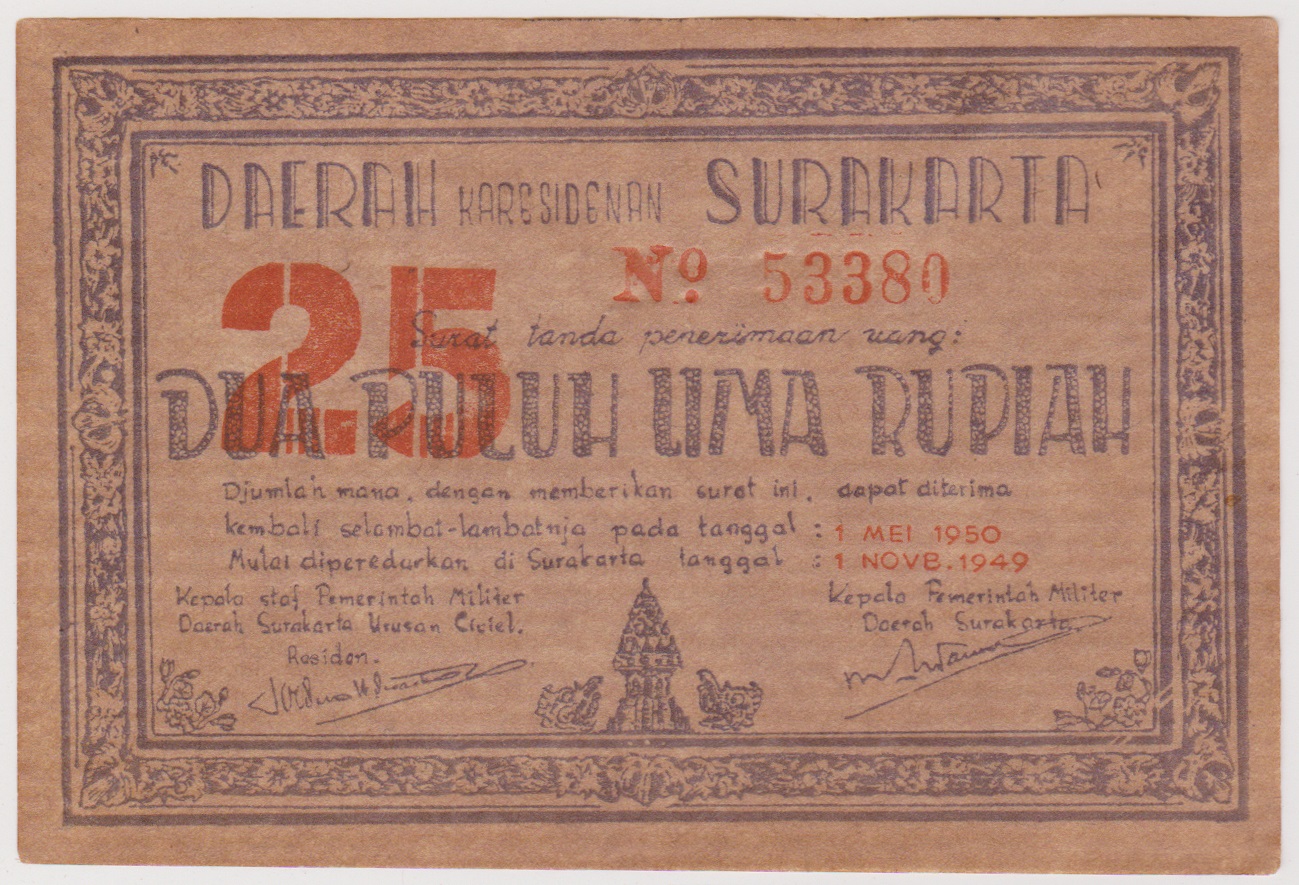 DAERAH KARESIDENAN SURAKARTA
25
No. 53380
Surat tanda penerimaan uang:
DUA PULUH LIMA RUPIAH
Djumlah mana, dengan memberikan surat ini, dapat diterima
kembali selambat-lambatnja pada tanggal : 1 MEI 1950
Mulai diperedarkan di Surakarta tanggal : 1 NOVB. 1949
Kepala staf Pemerintah Militer
Daerah Surakarta Urusan Civiel.
Residen.
Kepala Pemerintah Militer
Daerah Surakarta